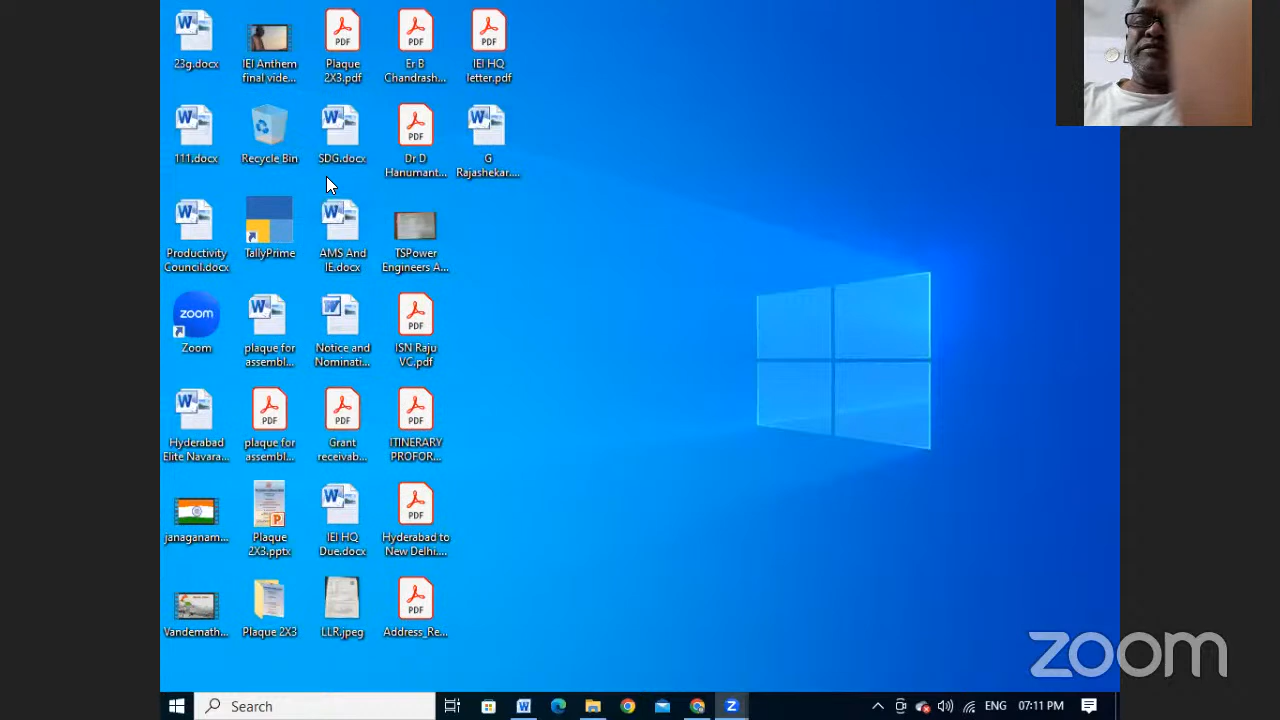 23g.docx
IEI Anthem
final vide...
Plaque
2X3.pdf
Er B
Chandrash...
IEI HQ
letter.pdf
111.docx
Recycle Bin
SDG.docx
Dr D
Hanumant...
G
Rajashekar....
Productivity
Council.docx
TallyPrime
AMS And
IE.docx
TSPower
Engineers A...
zoom
Zoom
plaque for
assembl...
Notice and
Nominati...
ISN Raju
VC.pdf
Hyderabad
Elite Navara...
plaque for
assembl...
Grant
receivab...
ITINERARY
PROFOR...
janaganam...
Plaque
2X3.pptx
IEI HQ
Due.docx
Hyderabad to
New Delhi....
Vandemath...
Plaque 2X3
LLR.jpeg
Address_Re...
zoom
Search
ENG
07:11 PM